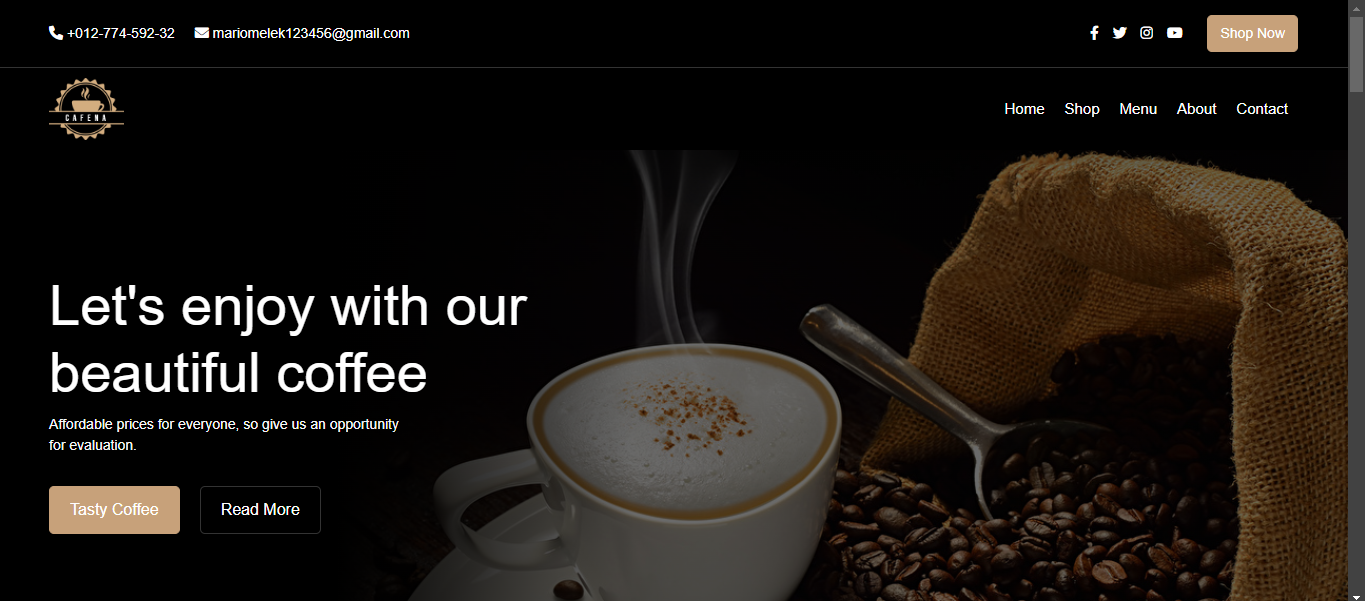 +012-774-592-32 mariomelek123456@gmail.com Shop Now
CAFENA
Home Shop Menu About Contact
Let's enjoy with our
beautiful coffee
Affordable prices for everyone, so give us an opportunity
for evaluation.
Tasty Coffee Read More